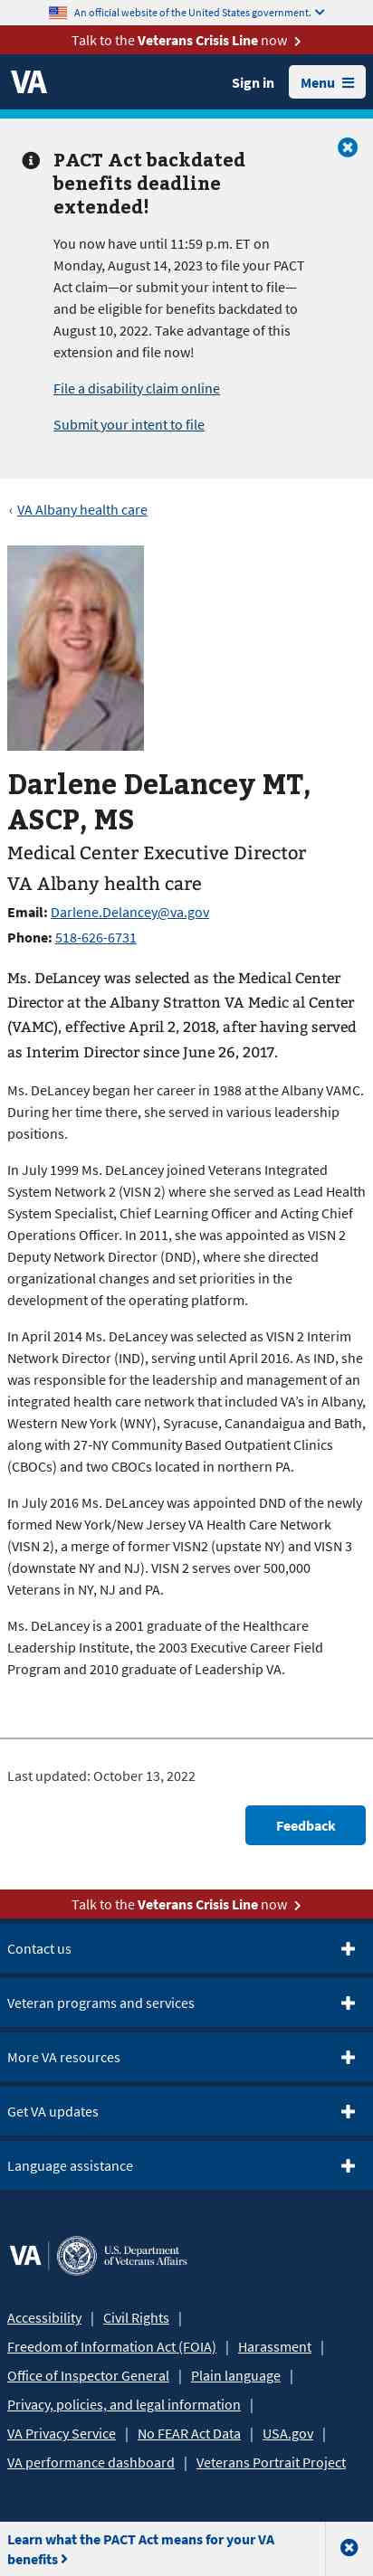 An official website of the United States government.
Talk to the Veterans Crisis Line now
VA
Sign in
Menu
PACT Act backdated
benefits deadline
extended!
You now have until 11:59 p.m. ET on
Monday, August 14, 2023 to file your PACT
Act claim—or submit your intent to file—
and be eligible for benefits backdated to
August 10, 2022. Take advantage of this
extension and file now!
File a disability claim online
Submit your intent to file
‹ VA Albany health care
Darlene DeLancey MT,
ASCP, MS
Medical Center Executive Director
VA Albany health care
Email: Darlene.Delancey@va.gov
Phone: 518-626-6731
Ms. DeLancey was selected as the Medical Center
Director at the Albany Stratton VA Medic al Center
(VAMC), effective April 2, 2018, after having served
as Interim Director since June 26, 2017.
Ms. DeLancey began her career in 1988 at the Albany VAMC.
During her time there, she served in various leadership
positions.
In July 1999 Ms. DeLancey joined Veterans Integrated
System Network 2 (VISN 2) where she served as Lead Health
System Specialist, Chief Learning Officer and Acting Chief
Operations Officer. In 2011, she was appointed as VISN 2
Deputy Network Director (DND), where she directed
organizational changes and set priorities in the
development of the operating platform.
In April 2014 Ms. DeLancey was selected as VISN 2 Interim
Network Director (IND), serving until April 2016. As IND, she
was responsible for the leadership and management of an
integrated health care network that included VA's in Albany,
Western New York (WNY), Syracuse, Canandaigua and Bath,
along with 27-NY Community Based Outpatient Clinics
(CBOCs) and two CBOCs located in northern PA.
In July 2016 Ms. DeLancey was appointed DND of the newly
formed New York/New Jersey VA Health Care Network
(VISN 2), a merge of former VISN2 (upstate NY) and VISN 3
(downstate NY and NJ). VISN 2 serves over 500,000
Veterans in NY, NJ and PA.
Ms. DeLancey is a 2001 graduate of the Healthcare
Leadership Institute, the 2003 Executive Career Field
Program and 2010 graduate of Leadership VA.
Last updated: October 13, 2022
Feedback
Talk to the Veterans Crisis Line now
Contact us
Veteran programs and services
More VA resources
Get VA updates
Language assistance
VA | U.S. Department
of Veterans Affairs
Accessibility | Civil Rights |
Freedom of Information Act (FOIA) | Harassment |
Office of Inspector General | Plain language |
Privacy, policies, and legal information |
VA Privacy Service | No FEAR Act Data | USA.gov |
VA performance dashboard | Veterans Portrait Project
Learn what the PACT Act means for your VA
benefits